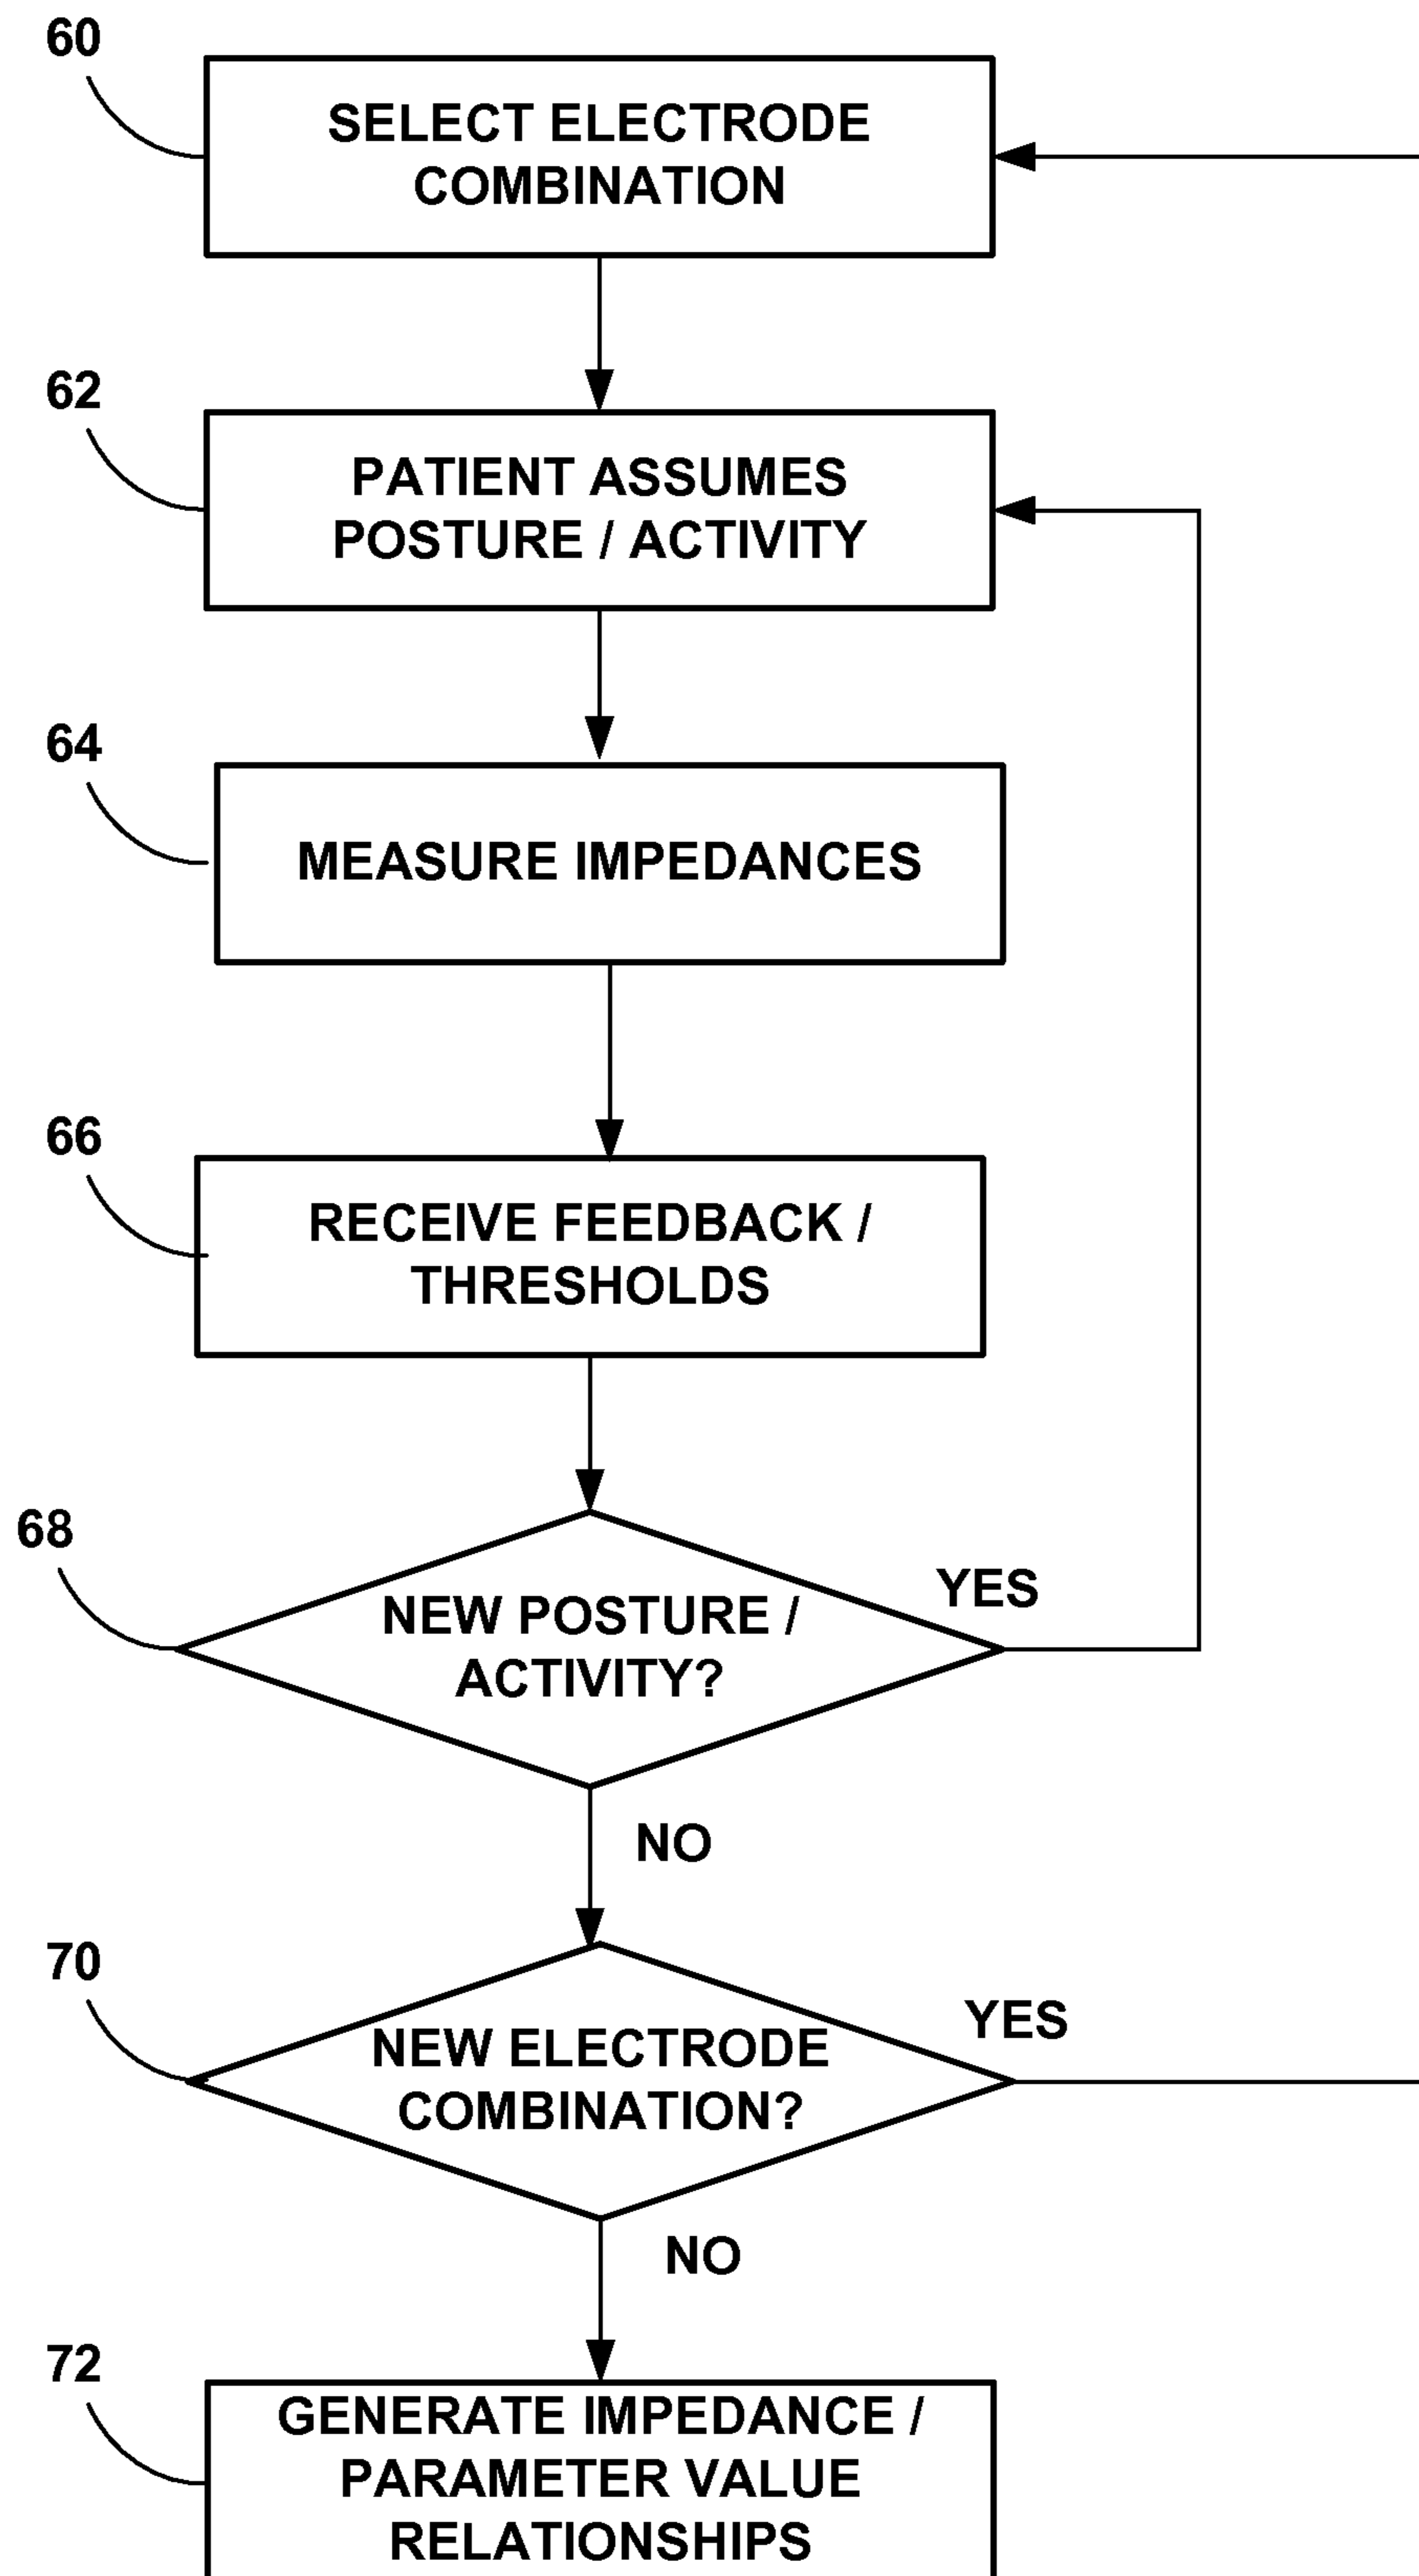 60
SELECT ELECTRODE
COMBINATION
62
PATIENT ASSUMES
POSTURE / ACTIVITY
64
MEASURE IMPEDANCES
66
RECEIVE FEEDBACK /
THRESHOLDS
68
NEW POSTURE /
ACTIVITY?
YES
NO
70
NEW ELECTRODE
COMBINATION?
YES
NO
72
GENERATE IMPEDANCE /
PARAMETER VALUE
RELATIONSHIPS